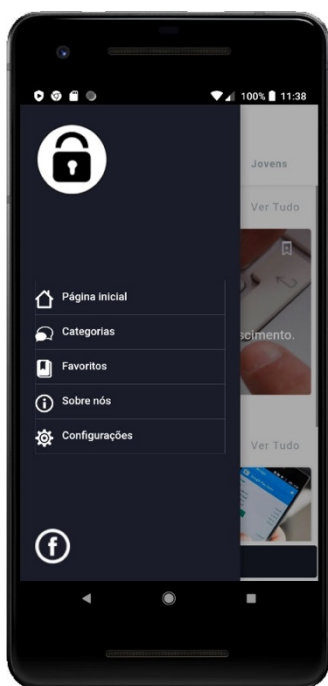 100% 11:38
Jovens
Ver Tudo
Página inicial
scimento.
Categorias
Favoritos
Sobre nós
Configurações
Ver Tudo